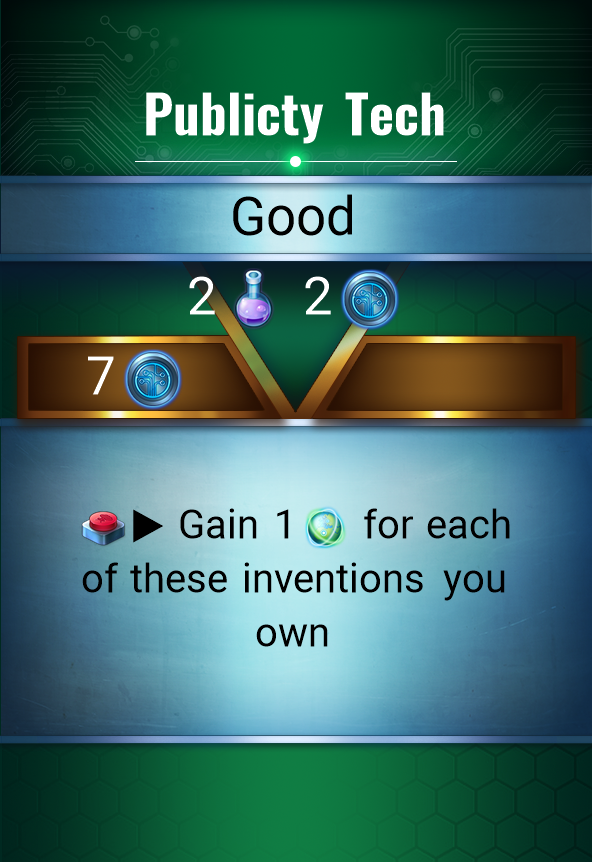 Publicty Tech
Good
2 2
7
▶ Gain 1 for each
of these inventions you
own